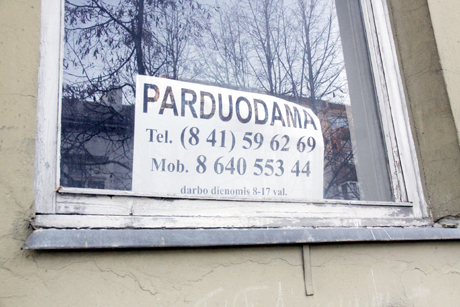 PARDUODAMA
Tel. (8 41) 59 62 69
Mob. 8 640 553 44
darbo dienomis 8-17 val.